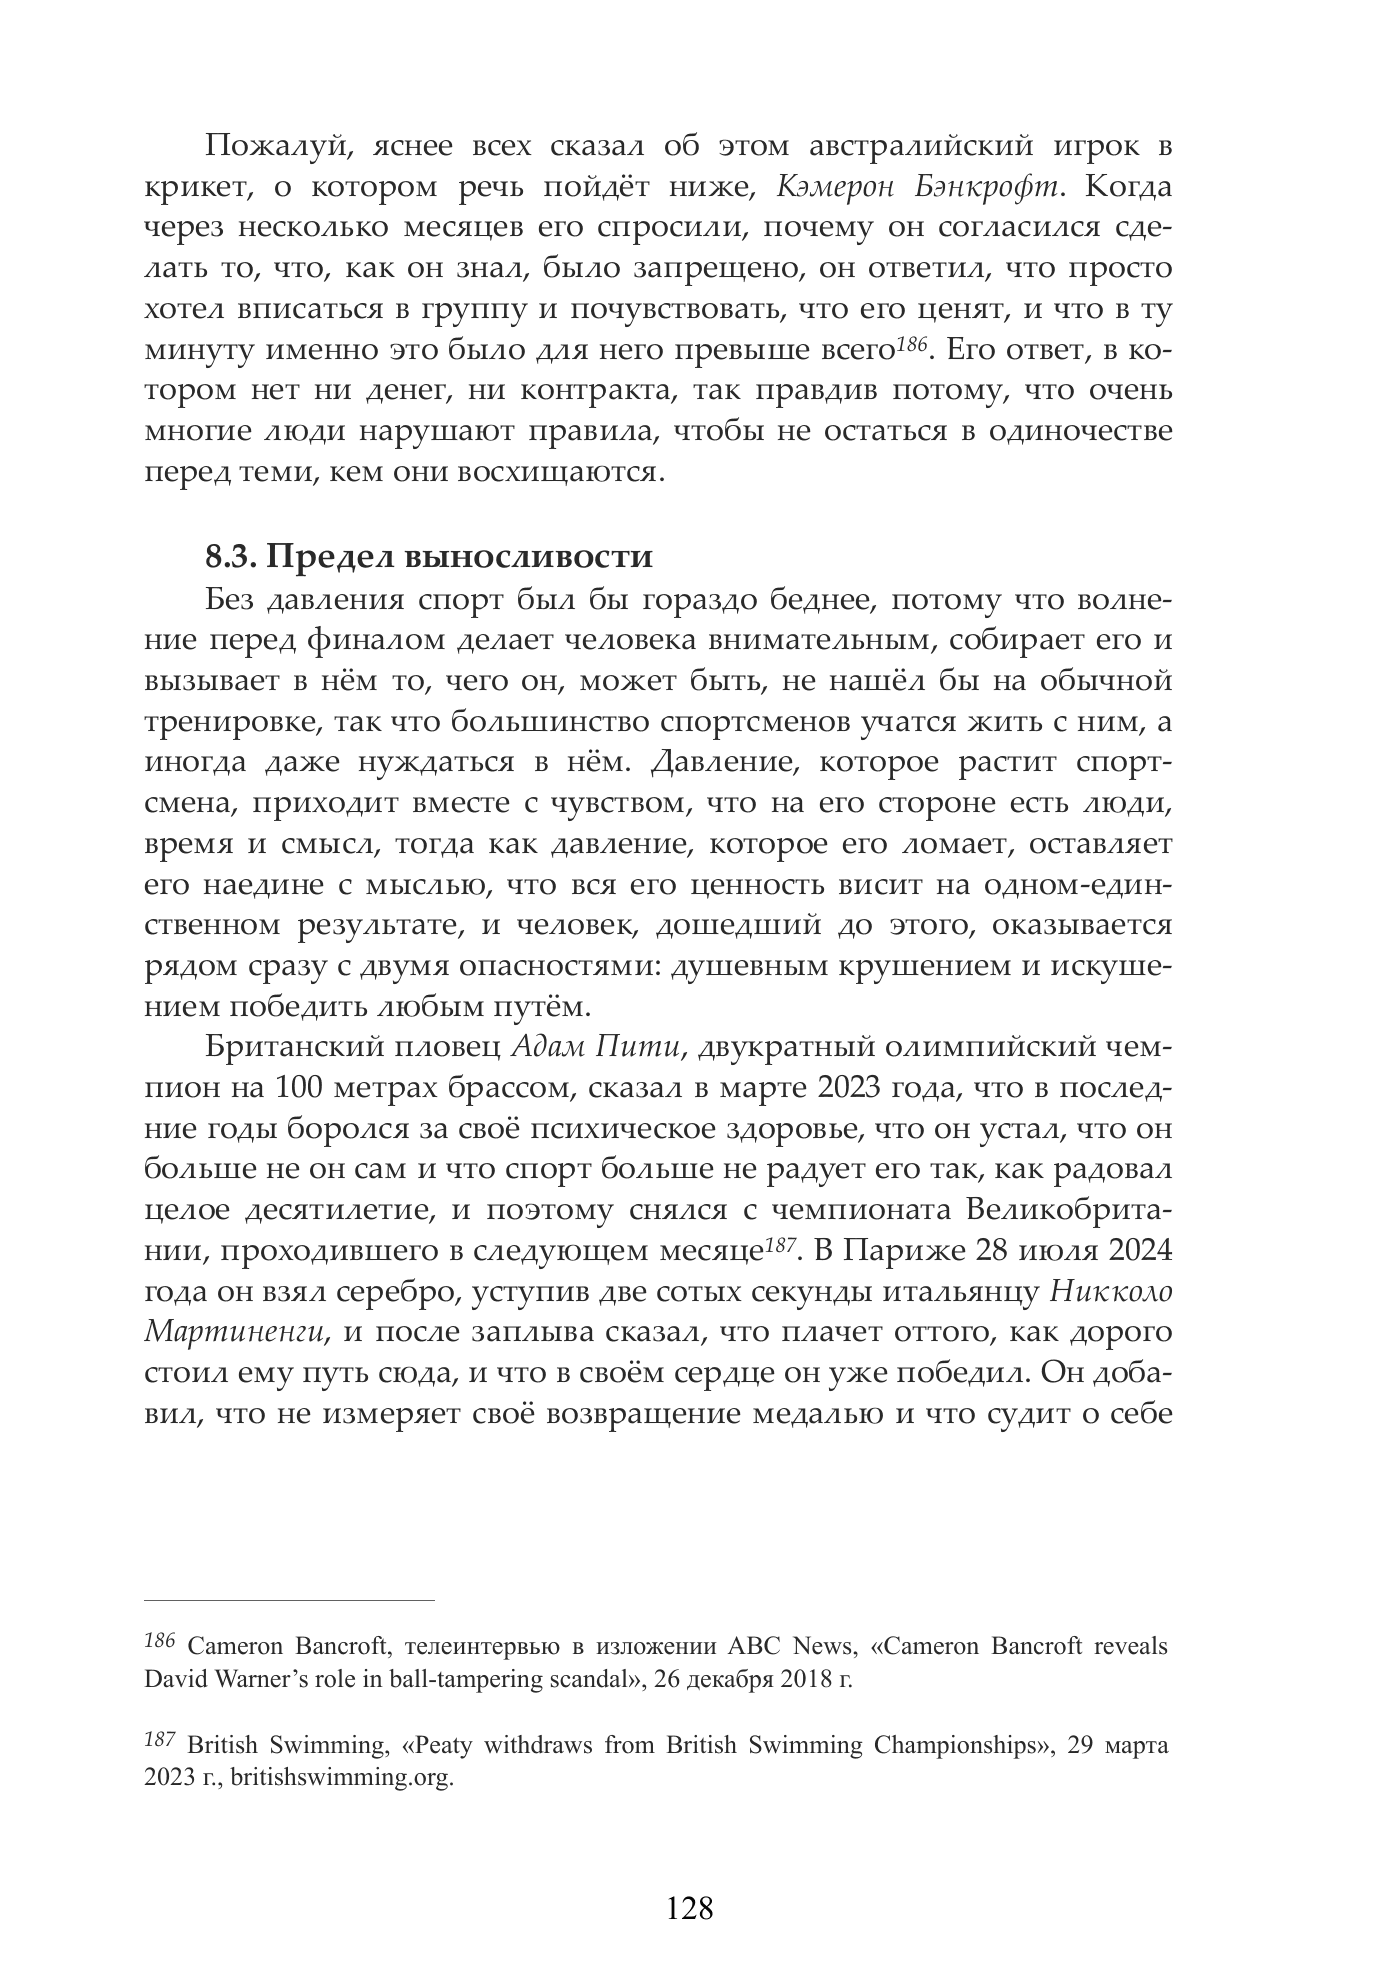 Пожалуй, яснее всех сказал об этом австралийский игрок в
крикет, о котором речь пойдёт ниже, Кэмерон Бэнкрофт. Когда
через несколько месяцев его спросили, почему он согласился сде-
лать то, что, как он знал, было запрещено, он ответил, что просто
хотел вписаться в группу и почувствовать, что его ценят, и что в ту
минуту именно это было для него превыше всего186. Его ответ, в ко-
тором нет ни денег, ни контракта, так правдив потому, что очень
многие люди нарушают правила, чтобы не остаться в одиночестве
перед теми, кем они восхищаются.
8.3. Предел выносливости
Без давления спорт был бы гораздо беднее, потому что волне-
ние перед финалом делает человека внимательным, собирает его и
вызывает в нём то, чего он, может быть, не нашёл бы на обычной
тренировке, так что большинство спортсменов учатся жить с ним, а
иногда даже нуждаться в нём. Давление, которое растит спорт-
смена, приходит вместе с чувством, что на его стороне есть люди,
время и смысл, тогда как давление, которое его ломает, оставляет
его наедине с мыслью, что вся его ценность висит на одном-един-
ственном результате, и человек, дошедший до этого, оказывается
рядом сразу с двумя опасностями: душевным крушением и искуше-
нием победить любым путём.
Британский пловец Адам Пити, двукратный олимпийский чем-
пион на 100 метрах брассом, сказал в марте 2023 года, что в послед-
ние годы боролся за своё психическое здоровье, что он устал, что он
больше не он сам и что спорт больше не радует его так, как радовал
целое десятилетие, и поэтому снялся с чемпионата Великобрита-
нии, проходившего в следующем месяце187. В Париже 28 июля 2024
года он взял серебро, уступив две сотых секунды итальянцу Никколо
Мартиненги, и после заплыва сказал, что плачет оттого, как дорого
стоил ему путь сюда, и что в своём сердце он уже победил. Он доба-
вил, что не измеряет своё возвращение медалью и что судит о себе
186 Cameron Bancroft, телеинтервью в изложении ABC News, «Cameron Bancroft reveals
David Warner’s role in ball-tampering scandal», 26 декабря 2018 г.
187 British Swimming, «Peaty withdraws from British Swimming Championships», 29 марта
2023 г., britishswimming.org.
128